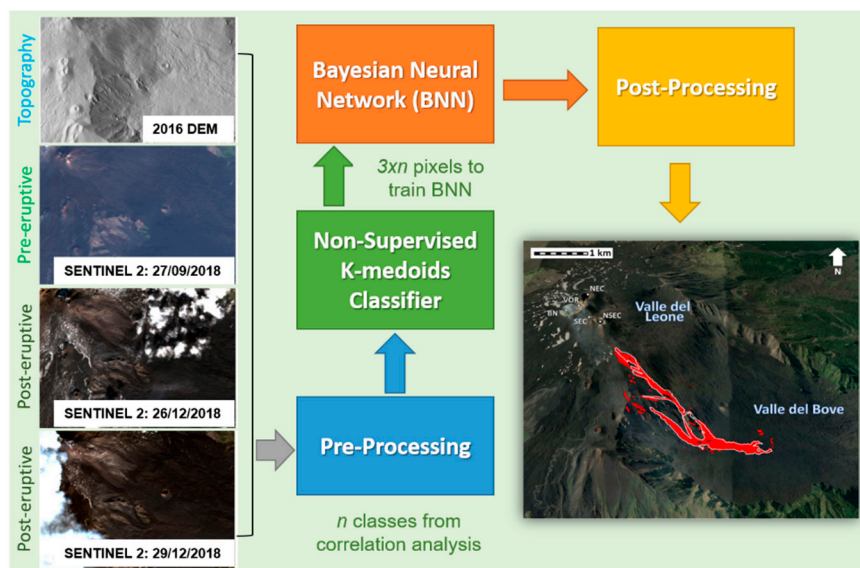 Topography
2016 DEM
Pre-eruptive
SENTINEL 2: 27/09/2018
Post-eruptive
SENTINEL 2: 26/12/2018
Post-eruptive
SENTINEL 2: 29/12/2018
Bayesian Neural
Network (BNN)
3xn pixels to
train BNN
Non-Supervised
K-medoids
Classifier
Pre-Processing
n classes from
correlation analysis
Post-Processing
1 km
N
NEC
VOR
BN
SEC
NSEC
Valle del
Leone
Valle del Bove